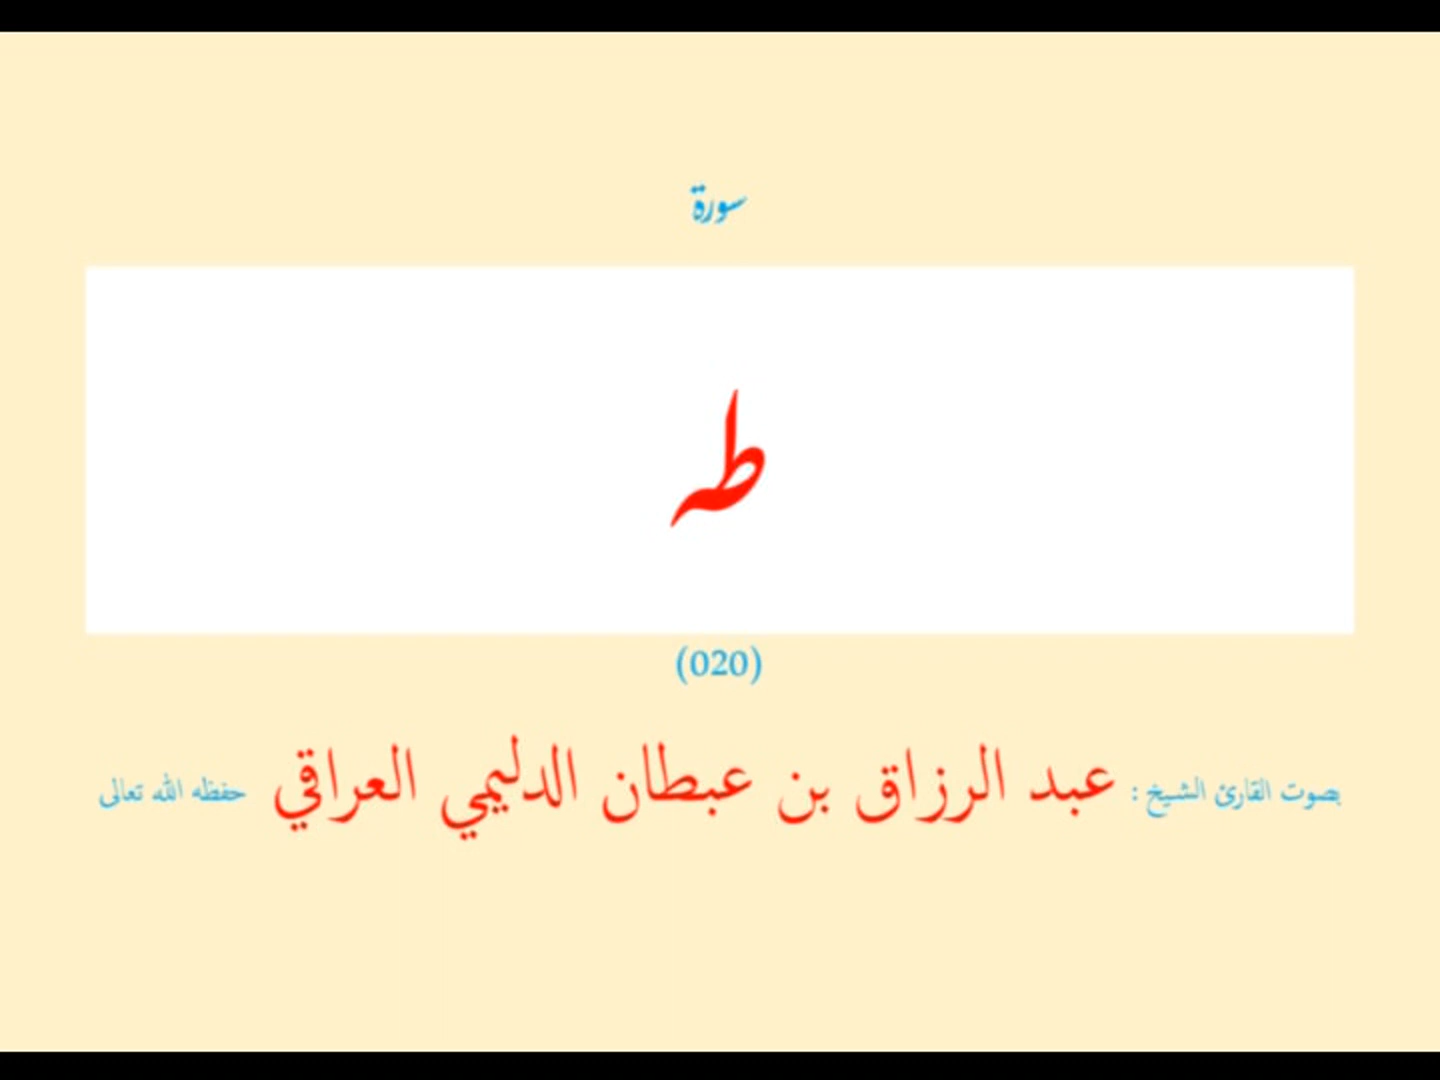 سورة
طه
(020)
بصوت القارئ الشيخ : عبد الرزاق بن عبطان الدليمي العراقي حفظه الله تعالى